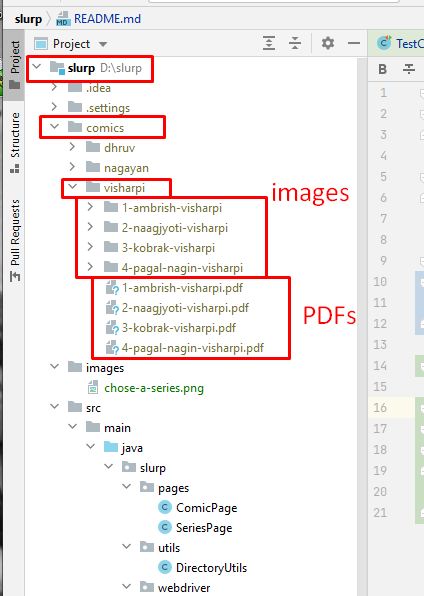 slurp README.md
Project
TestC
Project
Structure
Pull Requests
slurp D:\slurp
.idea
.settings
comics
dhruv
nagayan
visharpi
images
1-ambrish-visharpi
2-naagjyoti-visharpi
3-kobrak-visharpi
4-pagal-nagin-visharpi
1-ambrish-visharpi.pdf
2-naagjyoti-visharpi.pdf
3-kobrak-visharpi.pdf
4-pagal-nagin-visharpi.pdf
PDFs
images
chose-a-series.png
src
main
java
slurp
pages
ComicPage
SeriesPage
utils
DirectoryUtils
webdriver
B
1
2
3
4
5
6
7
8
9
10
11
12
13
14
15
16
17
18
19
20
21